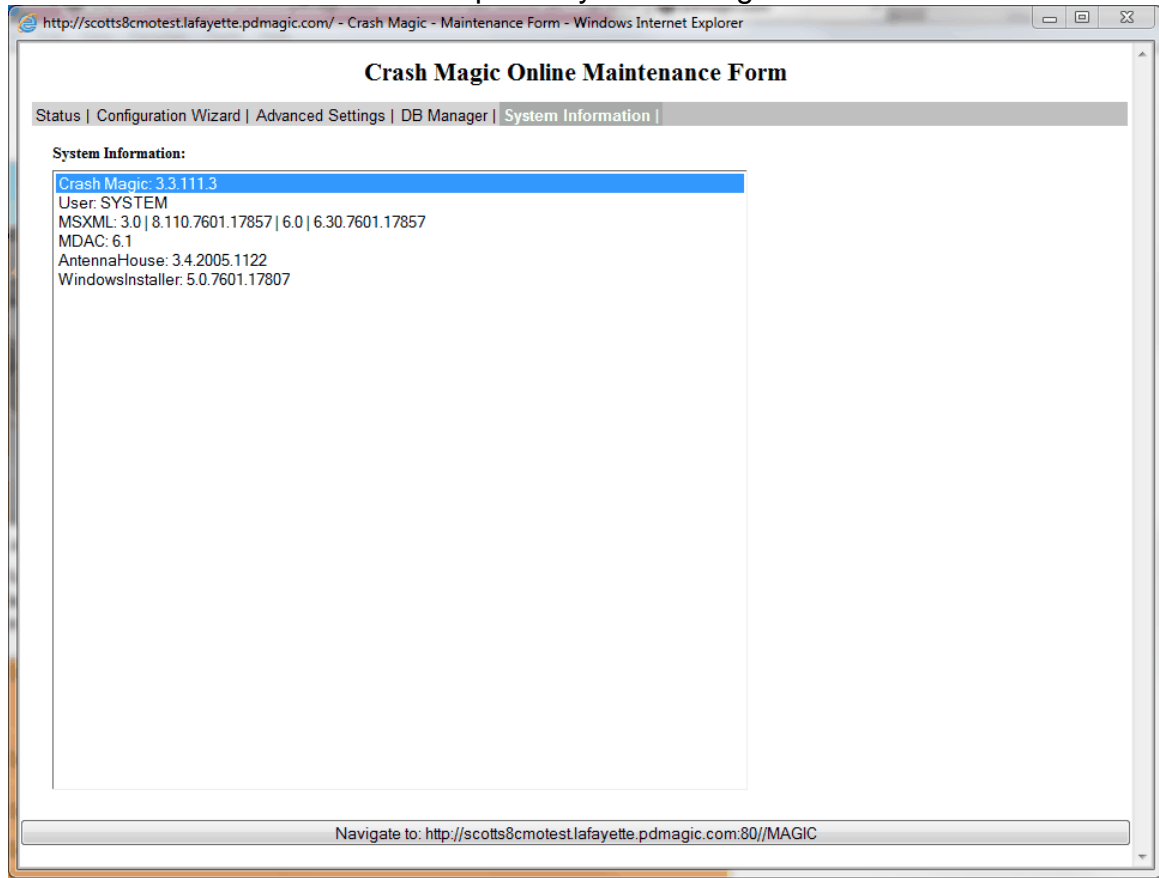 http://scotts8cmotest.lafayette.pdmagic.com/ - Crash Magic - Maintenance Form - Windows Internet Explorer
Crash Magic Online Maintenance Form
Status | Configuration Wizard | Advanced Settings | DB Manager | System Information |
System Information:
Crash Magic: 3.3.111.3
User: SYSTEM
MSXML: 3.0 | 8.110.7601.17857 | 6.0 | 6.30.7601.17857
MDAC: 6.1
AntennaHouse: 3.4.2005.1122
WindowsInstaller: 5.0.7601.17807
Navigate to: http://scotts8cmotest.lafayette.pdmagic.com:80//MAGIC